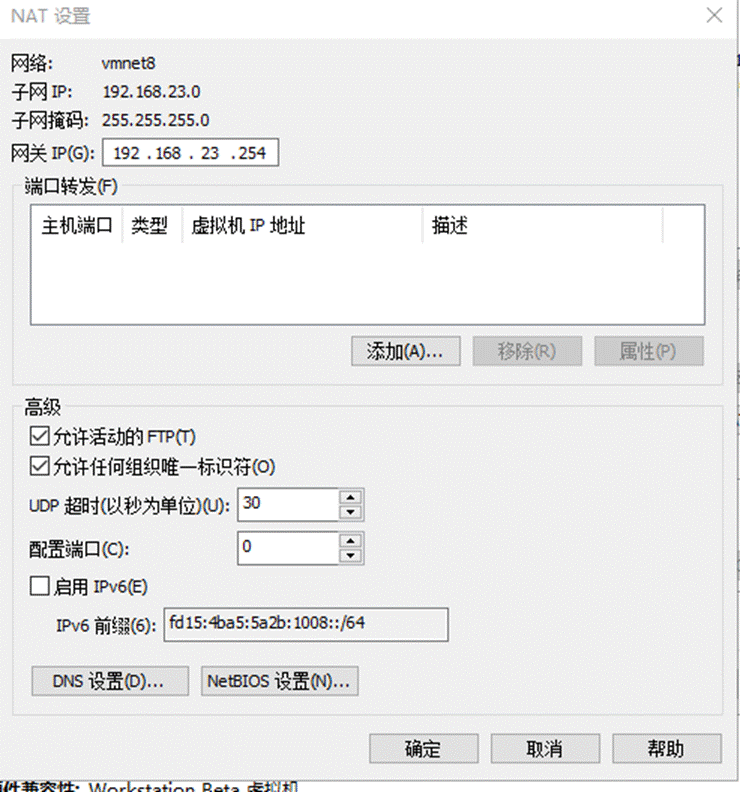 NAT 设置
网络: vmnet8
子网 IP: 192.168.23.0
子网掩码: 255.255.255.0
网关 IP(G): 192 . 168 . 23 . 254
端口转发(F)
主机端口 类型 虚拟机 IP 地址 描述
添加(A)... 移除(R) 属性(P)
高级
允许活动的 FTP(T)
允许任何组织唯一标识符(O)
UDP 超时(以秒为单位)(U): 30
配置端口(C): 0
启用 IPv6(E)
IPv6 前缀(6): fd15:4ba5:5a2b:1008::/64
DNS 设置(D)... NetBIOS 设置(N)...
确定 取消 帮助
件兼容性: Workstation Beta 虚拟机